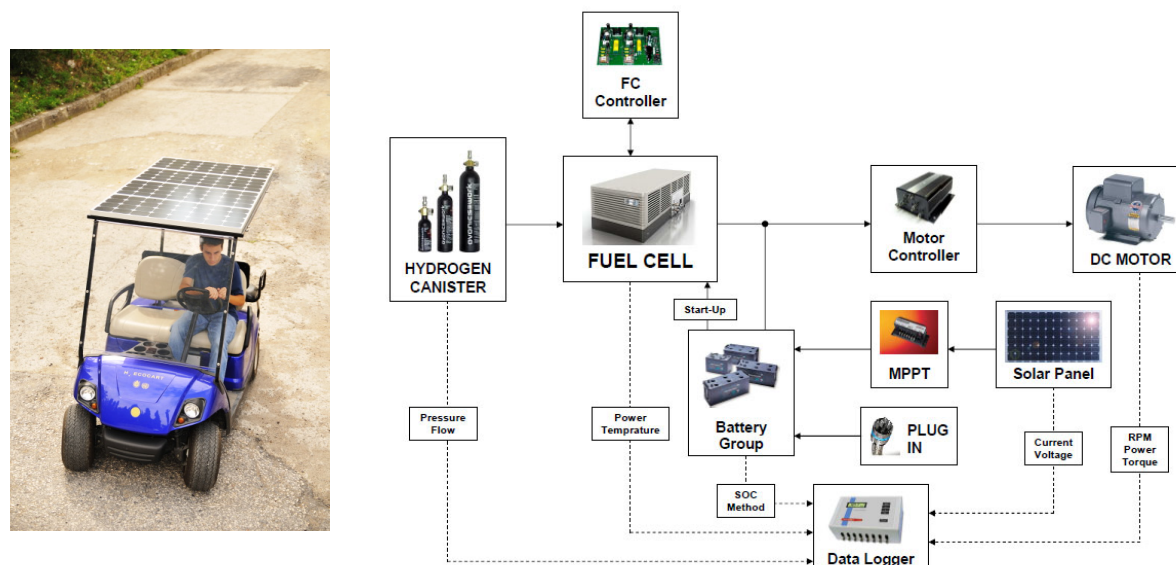 FC
Controller
HYDROGEN
CANISTER
FUEL CELL
Motor
Controller
DC MOTOR
Start-Up
MPPT
Solar Panel
Battery
Group
PLUG
IN
Pressure
Flow
Power
Temprature
Current
Voltage
RPM
Power
Torque
SOC
Method
Data Logger